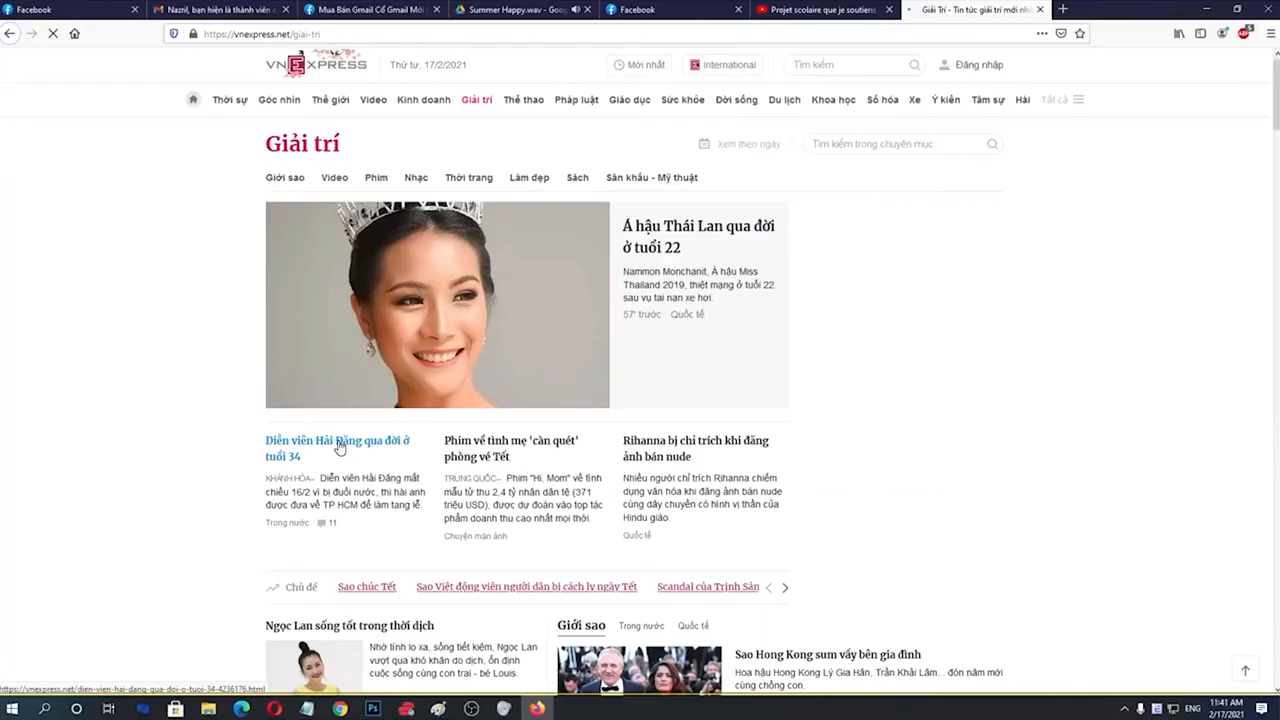 Facebook
Nazril, bạn hiện là thành viên c
Mua Bán Gmail Cổ Gmail Mới
Summer Happy.wav - Goo
Facebook
Projet scolaire que je soutiens
Giải Trí - Tin tức giải trí mới nhấ
https://vnexpress.net/giai-tri
VNEXPRESS
Thứ tư, 17/2/2021
Mới nhất
International
Tìm kiếm
Đăng nhập
Thời sự Góc nhìn Thế giới Video Kinh doanh Giải trí Thể thao Pháp luật Giáo dục Sức khỏe Đời sống Du lịch Khoa học Số hóa Xe Ý kiến Tâm sự Hài Tất cả
Giải trí
Xem theo ngày
Tìm kiếm trong chuyên mục
Giới sao Video Phim Nhạc Thời trang Làm đẹp Sách Sân khấu - Mỹ thuật
Á hậu Thái Lan qua đời
ở tuổi 22
Nammon Monchanit, Á hậu Miss
Thailand 2019, thiệt mạng ở tuổi 22
sau vụ tai nạn xe hơi.
57' trước Quốc tế
Diễn viên Hải Đăng qua đời ở
tuổi 34
KHÁNH HÒA– Diễn viên Hải Đăng mất
chiều 16/2 vì bị đuối nước, thi hài anh
được đưa về TP HCM để làm tang lễ.
Trong nước 11
Phim về tình mẹ 'càn quét'
phòng vé Tết
TRUNG QUỐC– Phim "Hi, Mom" về tình
mẫu tử thu 2,4 tỷ nhân dân tệ (371
triệu USD), được dự đoán vào top tác
phẩm doanh thu cao nhất mọi thời.
Chuyện màn ảnh
Rihanna bị chỉ trích khi đăng
ảnh bán nude
Nhiều người chỉ trích Rihanna chiếm
dụng văn hóa khi đăng ảnh bán nude
cùng dây chuyền có hình vị thần của
Hindu giáo.
Quốc tế
Chủ đề Sao chúc Tết Sao Việt động viên người dân bị cách ly ngày Tết Scandal của Trịnh Sản
Ngọc Lan sống tốt trong thời dịch
Nhờ tính lo xa, sống tiết kiệm, Ngọc Lan
vượt qua khó khăn do dịch, ổn định
cuộc sống cùng con trai - bé Louis.
Giới sao Trong nước Quốc tế
Sao Hong Kong sum vầy bên gia đình
Hoa hậu Hong Kong Lý Gia Hân, Trần Khải Lâm... đón năm mới
cùng chồng con.
https://vnexpress.net/dien-vien-hai-dang-qua-doi-o-tuoi-34-4236176.html
ENG
11:41 AM
2/17/2021